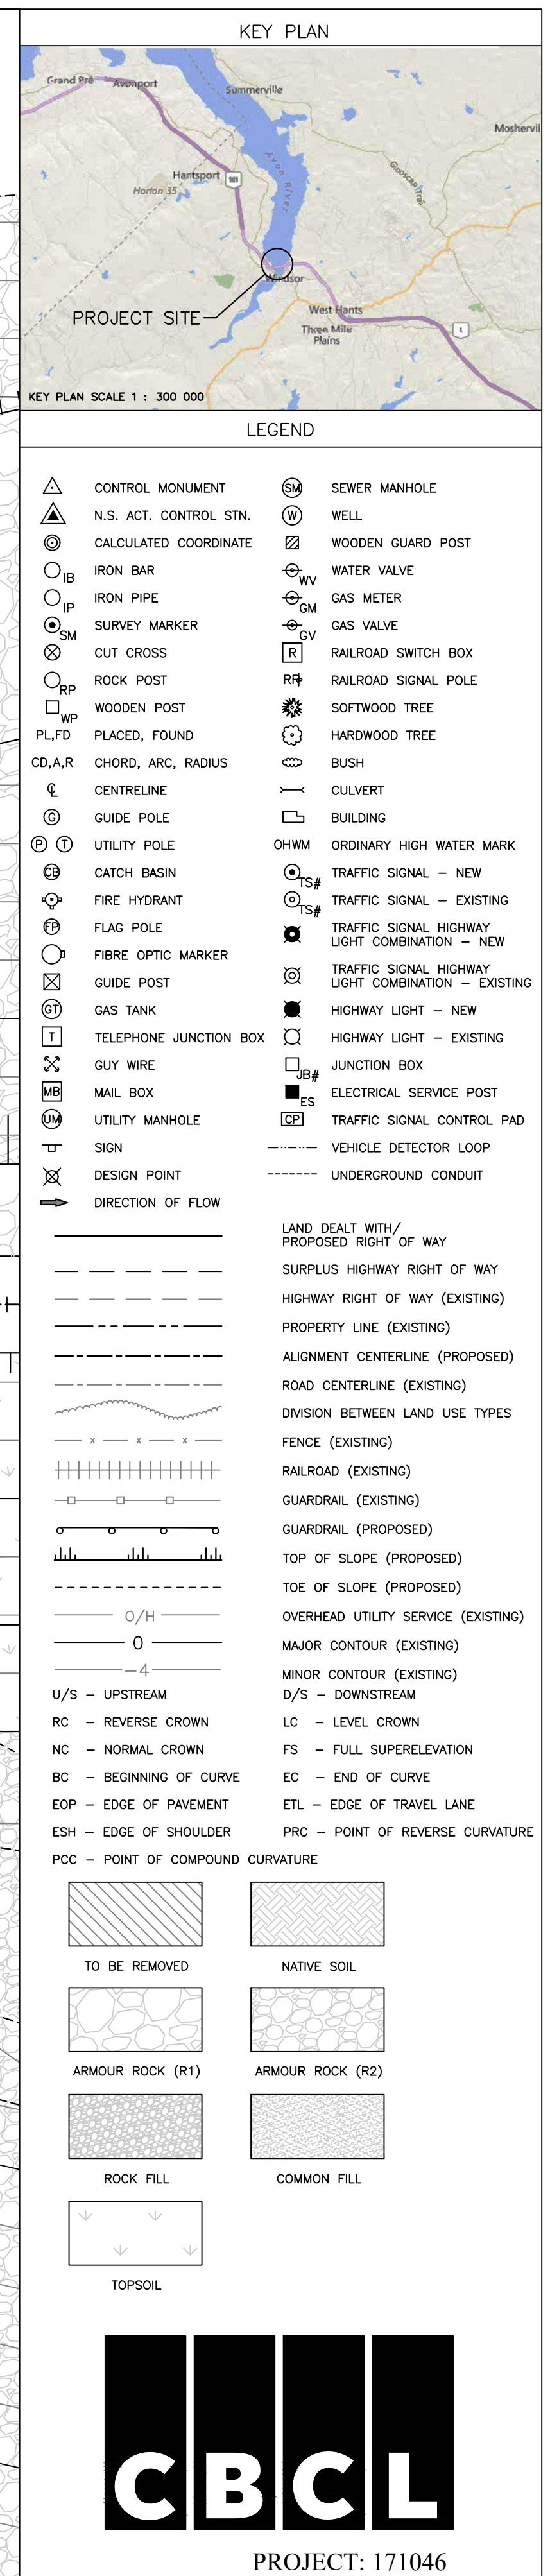 KEY PLAN
Grand Pré
Avonport
Summerville
Moshervil
Avon River
Hantsport
101
Horton 35
Gooscap Trail
Windsor
PROJECT SITE
West Hants
Three Mile
Plains
1
KEY PLAN SCALE 1 : 300 000
LEGEND
CONTROL MONUMENT
SM SEWER MANHOLE
N.S. ACT. CONTROL STN.
W WELL
CALCULATED COORDINATE
WOODEN GUARD POST
IB IRON BAR
WV WATER VALVE
IP IRON PIPE
GM GAS METER
SM SURVEY MARKER
GV GAS VALVE
CUT CROSS
R RAILROAD SWITCH BOX
RP ROCK POST
RR RAILROAD SIGNAL POLE
WP WOODEN POST
SOFTWOOD TREE
PL,FD PLACED, FOUND
HARDWOOD TREE
CD,A,R CHORD, ARC, RADIUS
BUSH
℄ CENTRELINE
CULVERT
G GUIDE POLE
BUILDING
P T UTILITY POLE
OHWM ORDINARY HIGH WATER MARK
CB CATCH BASIN
TS# TRAFFIC SIGNAL – NEW
FIRE HYDRANT
TS# TRAFFIC SIGNAL – EXISTING
FP FLAG POLE
TRAFFIC SIGNAL HIGHWAY
LIGHT COMBINATION – NEW
FIBRE OPTIC MARKER
TRAFFIC SIGNAL HIGHWAY
LIGHT COMBINATION – EXISTING
GUIDE POST
GT GAS TANK
HIGHWAY LIGHT – NEW
T TELEPHONE JUNCTION BOX
HIGHWAY LIGHT – EXISTING
GUY WIRE
JB# JUNCTION BOX
MB MAIL BOX
ES ELECTRICAL SERVICE POST
UM UTILITY MANHOLE
CP TRAFFIC SIGNAL CONTROL PAD
SIGN
VEHICLE DETECTOR LOOP
DESIGN POINT
UNDERGROUND CONDUIT
DIRECTION OF FLOW
LAND DEALT WITH/
PROPOSED RIGHT OF WAY
SURPLUS HIGHWAY RIGHT OF WAY
HIGHWAY RIGHT OF WAY (EXISTING)
PROPERTY LINE (EXISTING)
ALIGNMENT CENTERLINE (PROPOSED)
ROAD CENTERLINE (EXISTING)
DIVISION BETWEEN LAND USE TYPES
x x x FENCE (EXISTING)
RAILROAD (EXISTING)
GUARDRAIL (EXISTING)
GUARDRAIL (PROPOSED)
TOP OF SLOPE (PROPOSED)
TOE OF SLOPE (PROPOSED)
O/H OVERHEAD UTILITY SERVICE (EXISTING)
0 MAJOR CONTOUR (EXISTING)
-4 MINOR CONTOUR (EXISTING)
U/S – UPSTREAM
D/S – DOWNSTREAM
RC – REVERSE CROWN
LC – LEVEL CROWN
NC – NORMAL CROWN
FS – FULL SUPERELEVATION
BC – BEGINNING OF CURVE
EC – END OF CURVE
EOP – EDGE OF PAVEMENT
ETL – EDGE OF TRAVEL LANE
ESH – EDGE OF SHOULDER
PRC – POINT OF REVERSE CURVATURE
PCC – POINT OF COMPOUND CURVATURE
TO BE REMOVED
NATIVE SOIL
ARMOUR ROCK (R1)
ARMOUR ROCK (R2)
ROCK FILL
COMMON FILL
TOPSOIL
CBCL
PROJECT: 171046